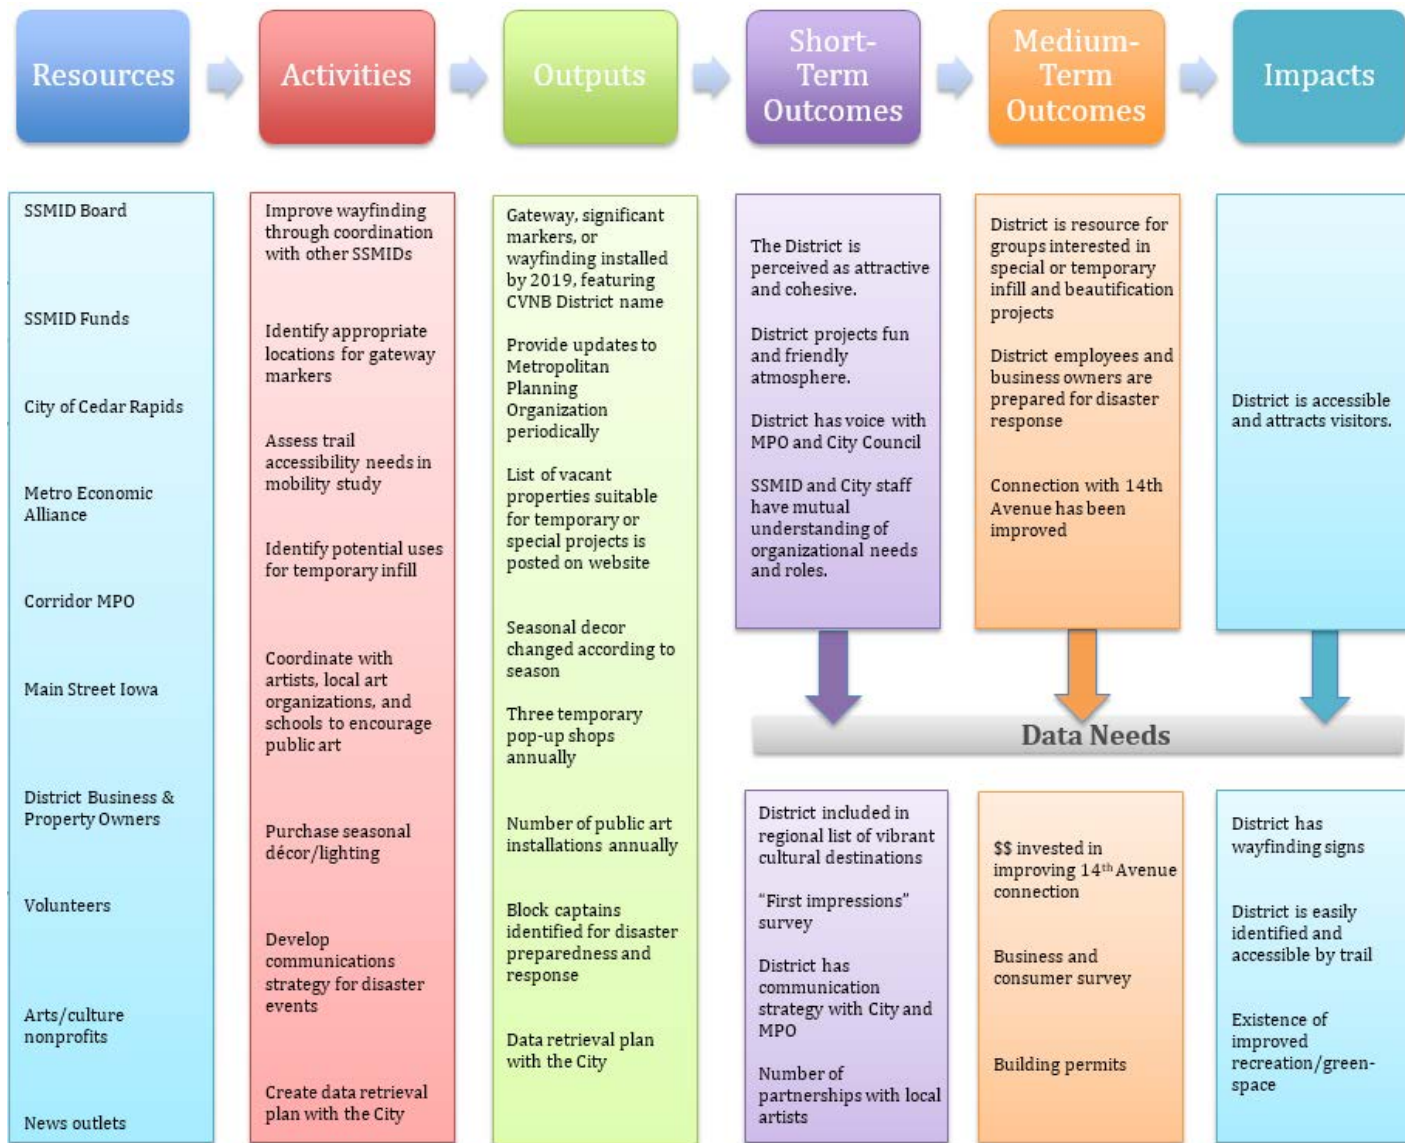 Resources
Activities
Outputs
Short-
Term
Outcomes
Medium-
Term
Outcomes
Impacts
SSMID Board
SSMID Funds
City of Cedar Rapids
Metro Economic
Alliance
Corridor MPO
Main Street Iowa
District Business &
Property Owners
Volunteers
Arts/culture
nonprofits
News outlets
Improve wayfinding
through coordination
with other SSMIDs
Identify appropriate
locations for gateway
markers
Assess trail
accessibility needs in
mobility study
Identify potential uses
for temporary infill
Coordinate with
artists, local art
organizations, and
schools to encourage
public art
Purchase seasonal
décor/lighting
Develop
communications
strategy for disaster
events
Create data retrieval
plan with the City
Gateway, significant
markers, or
wayfinding installed
by 2019, featuring
CVNB District name
Provide updates to
Metropolitan
Planning
Organization
periodically
List of vacant
properties suitable
for temporary or
special projects is
posted on website
Seasonal decor
changed according to
season
Three temporary
pop-up shops
annually
Number of public art
installations annually
Block captains
identified for disaster
preparedness and
response
Data retrieval plan
with the City
The District is
perceived as attractive
and cohesive.
District projects fun
and friendly
atmosphere.
District has voice with
MPO and City Council
SSMID and City staff
have mutual
understanding of
organizational needs
and roles.
District is resource for
groups interested in
special or temporary
infill and beautification
projects
District employees and
business owners are
prepared for disaster
response
Connection with 14th
Avenue has been
improved
District is accessible
and attracts visitors.
Data Needs
District included in
regional list of vibrant
cultural destinations
“First impressions”
survey
District has
communication
strategy with City and
MPO
Number of
partnerships with local
artists
$$ invested in
improving 14th Avenue
connection
Business and
consumer survey
Building permits
District has
wayfinding signs
District is easily
identified and
accessible by trail
Existence of
improved
recreation/green-
space